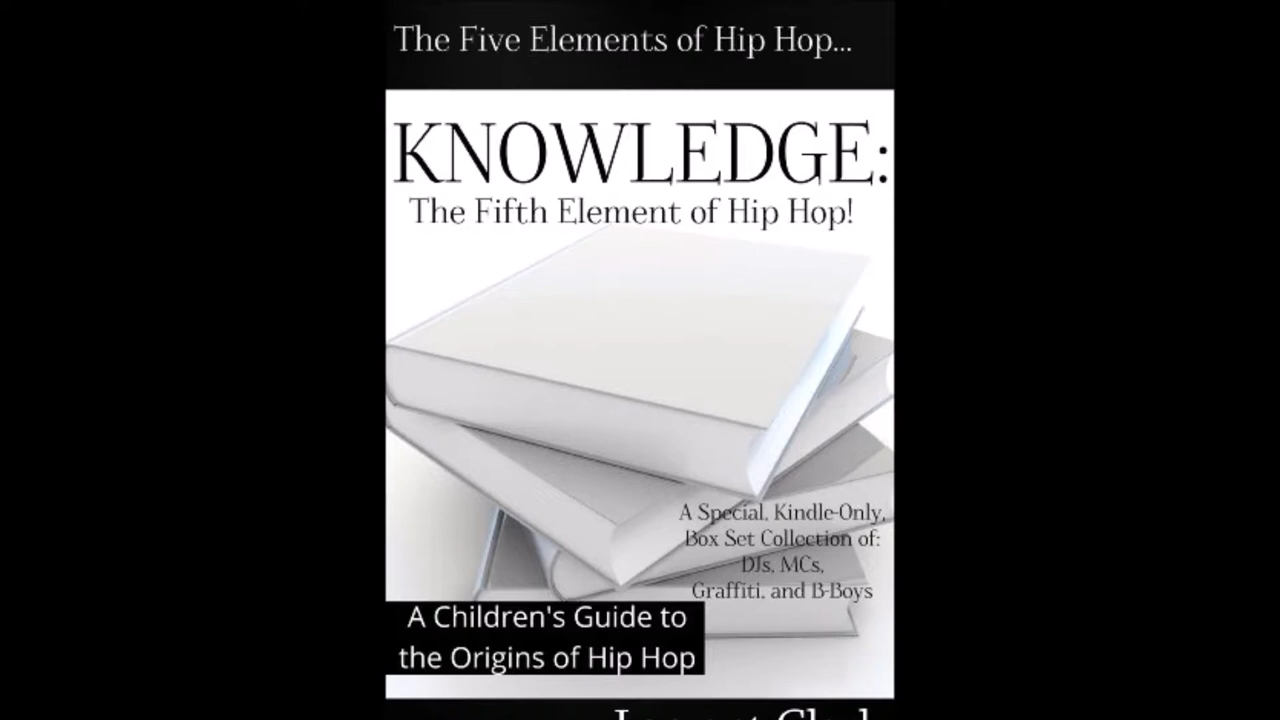 The Five Elements of Hip Hop...
KNOWLEDGE:
The Fifth Element of Hip Hop!
A Special, Kindle-Only,
Box Set Collection of:
DJs, MCs,
Graffiti, and B-Boys
A Children's Guide to
the Origins of Hip Hop